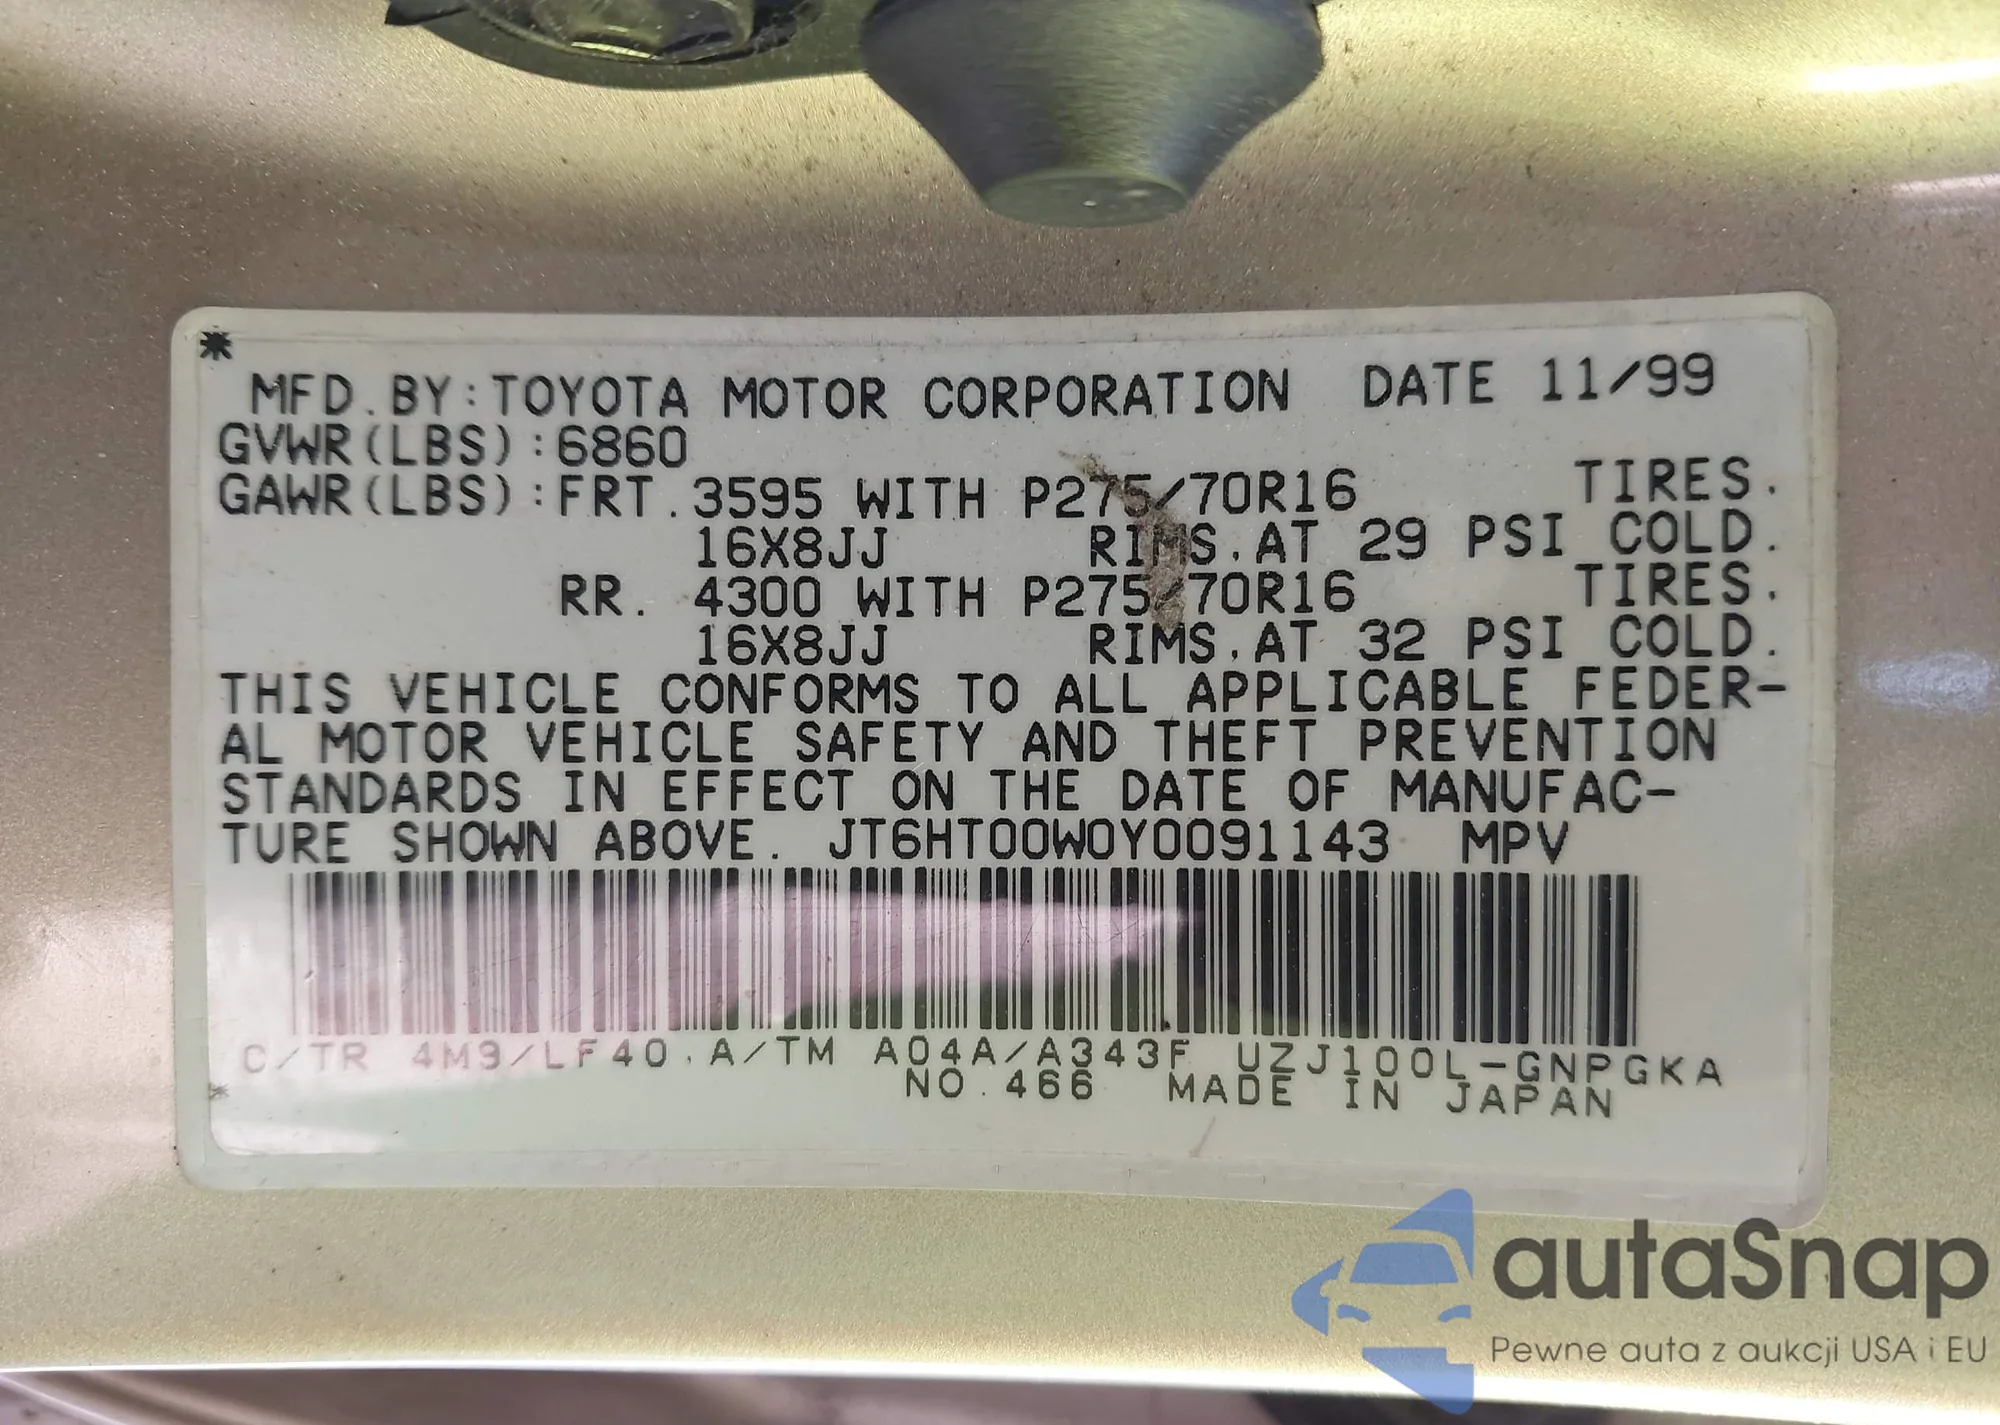 *
MFD.BY:TOYOTA MOTOR CORPORATION DATE 11/99
GVWR(LBS):6860
GAWR(LBS):FRT.3595 WITH P275/70R16 TIRES.
16X8JJ RIMS.AT 29 PSI COLD.
RR. 4300 WITH P275/70R16 TIRES.
16X8JJ RIMS.AT 32 PSI COLD.
THIS VEHICLE CONFORMS TO ALL APPLICABLE FEDER-
AL MOTOR VEHICLE SAFETY AND THEFT PREVENTION
STANDARDS IN EFFECT ON THE DATE OF MANUFAC-
TURE SHOWN ABOVE. JT6HT00W0Y0091143 MPV
C/TR 4M9/LF40.A/TM A04A/A343F UZJ100L-GNPGKA
*
NO.466 MADE IN JAPAN
autaSnap
Pewne auta z aukcji USA i EU